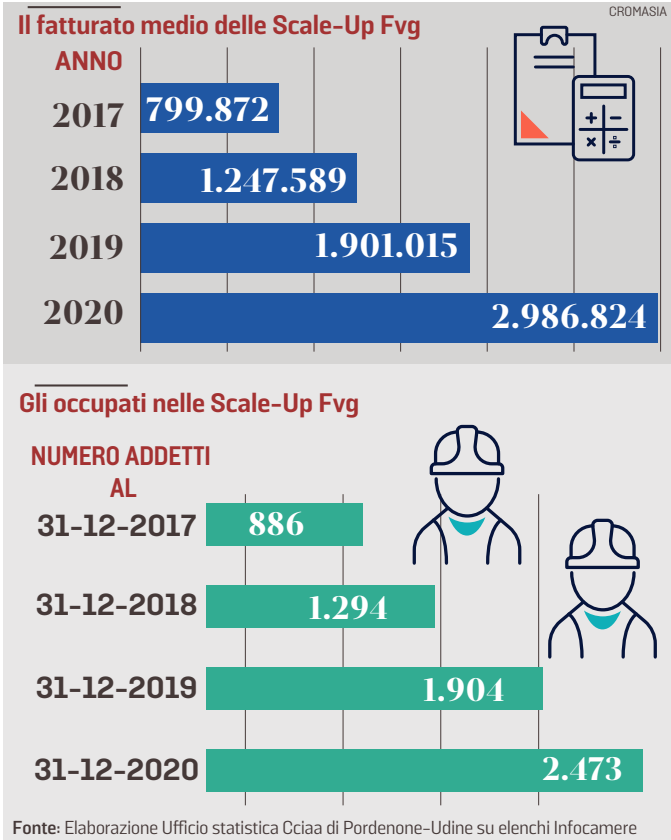 CROMASIA
Il fatturato medio delle Scale-Up Fvg
ANNO
2017 799.872
2018 1.247.589
2019 1.901.015
2020 2.986.824
Gli occupati nelle Scale-Up Fvg
NUMERO ADDETTI
AL
31-12-2017 886
31-12-2018 1.294
31-12-2019 1.904
31-12-2020 2.473
Fonte: Elaborazione Ufficio statistica Cciaa di Pordenone-Udine su elenchi Infocamere